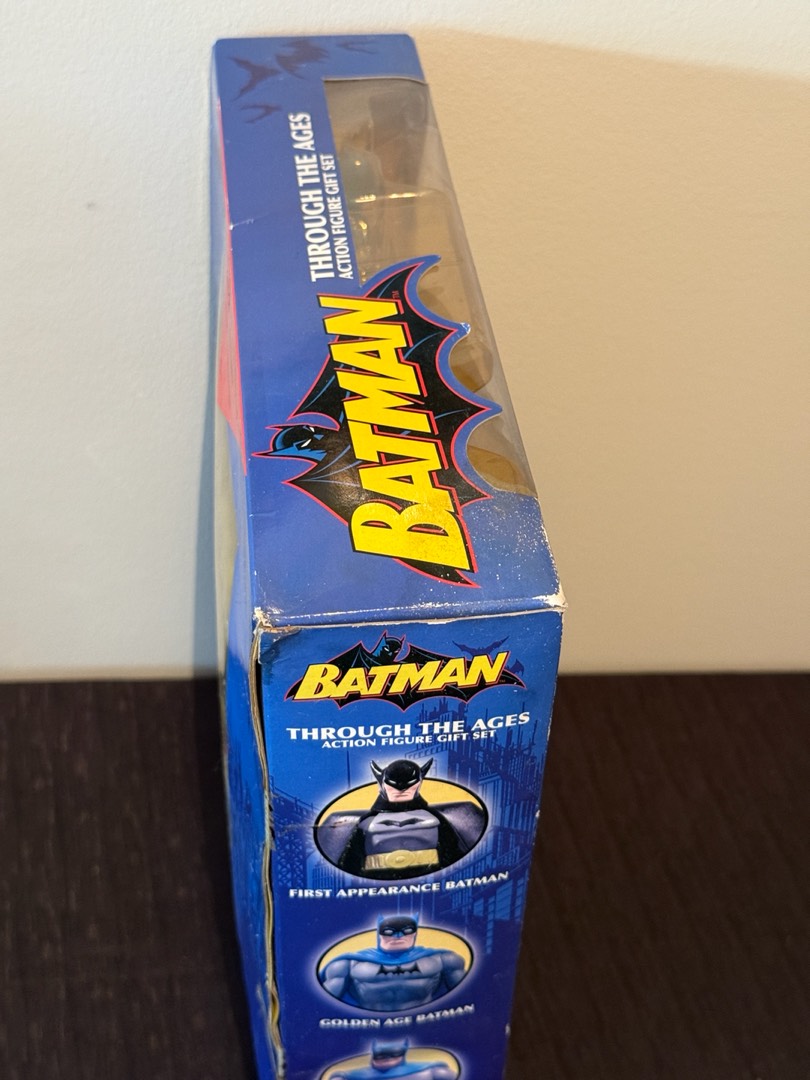 THROUGH THE AGES
ACTION FIGURE GIFT SET
BATMAN
TM
BATMAN
THROUGH THE AGES
ACTION FIGURE GIFT SET
FIRST APPEARANCE BATMAN
GOLDEN AGE BATMAN